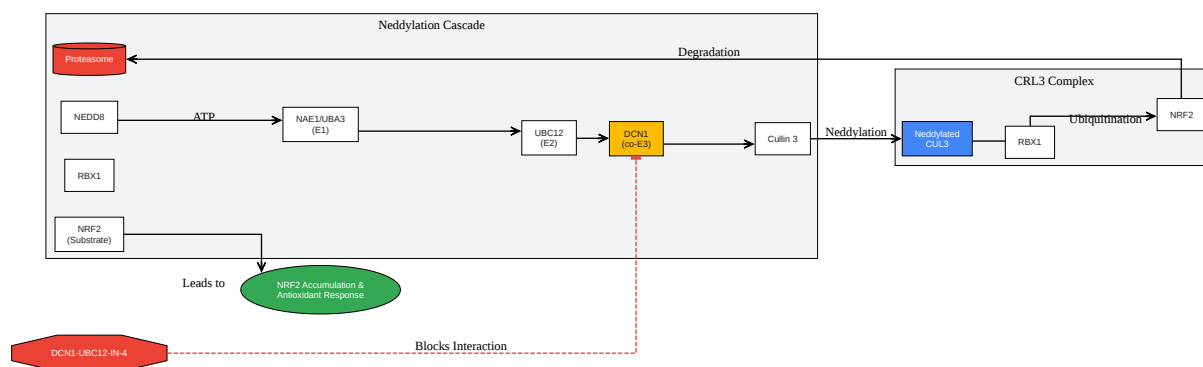 Neddylation Cascade
Proteasome
Degradation
CRL3 Complex
NEDD8
ATP
NAE1/UBA3
(E1)
UBC12
(E2)
DCN1
(co-E3)
Cullin 3
Neddylation
Neddylated
CUL3
RBX1
Ubiquitination
NRF2
RBX1
NRF2
(Substrate)
Leads to
NRF2 Accumulation &
Antioxidant Response
DCN1-UBC12-IN-4
Blocks Interaction